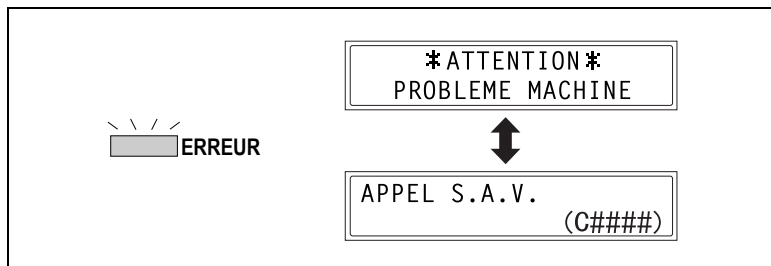 *ATTENTION*
PROBLEME MACHINE
ERREUR
APPEL S.A.V.
(C####)